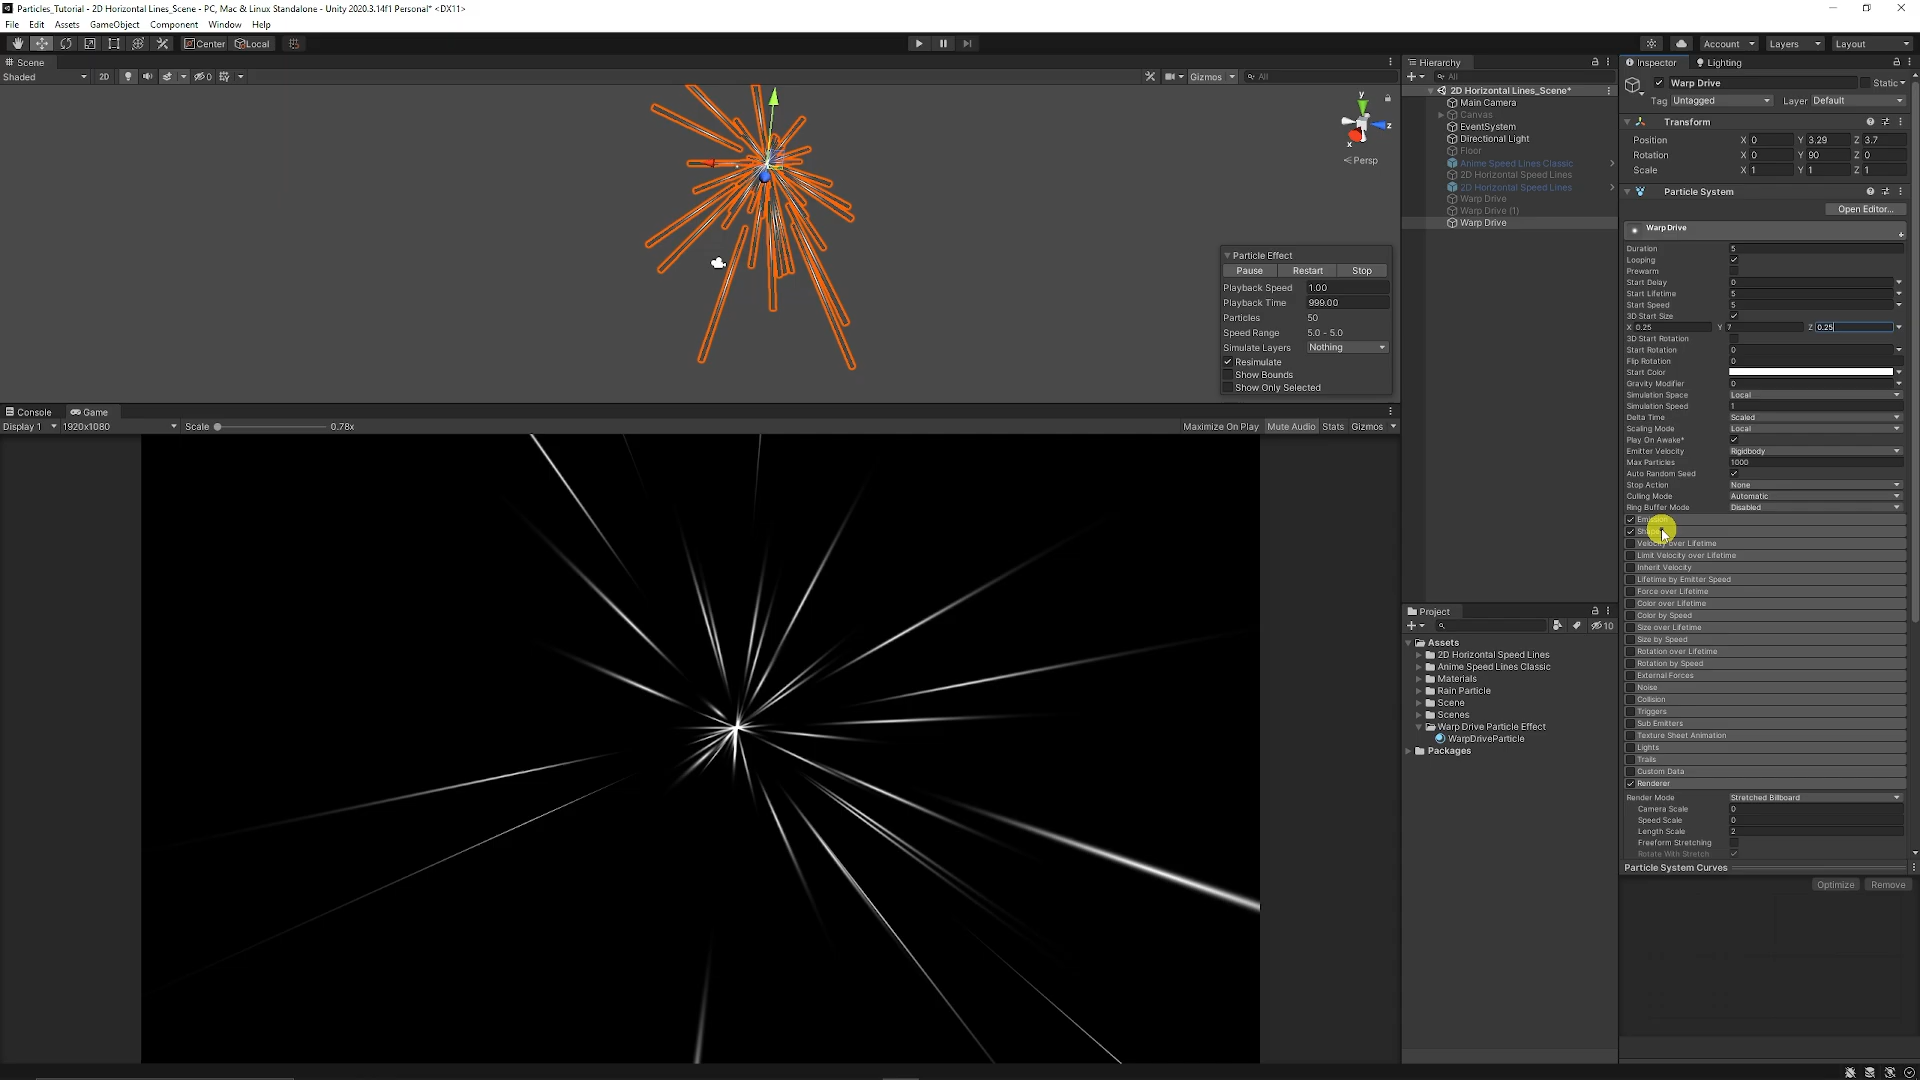 Particles_Tutorial - 2D Horizontal Lines_Scene - PC, Mac & Linux Standalone - Unity 2020.3.14f1 Personal* <DX11>
File Edit Assets GameObject Component Window Help
Center Local
Account Layers Layout
Scene
Shaded 2D 0 Gizmos All
y
z
x
Persp
Particle Effect
Pause Restart Stop
Playback Speed 1.00
Playback Time 999.00
Particles 50
Speed Range 5.0 - 5.0
Simulate Layers Nothing
Resimulate
Show Bounds
Show Only Selected
Console Game
Display 1 1920x1080 Scale 0.78x Maximize On Play Mute Audio Stats Gizmos
Hierarchy
All
2D Horizontal Lines_Scene*
Main Camera
Canvas
EventSystem
Directional Light
Floor
Anime Speed Lines Classic
2D Horizontal Speed Lines
2D Horizontal Speed Lines
Warp Drive
Warp Drive (1)
Warp Drive
Project
10
Assets
2D Horizontal Speed Lines
Anime Speed Lines Classic
Materials
Rain Particle
Scene
Scenes
Warp Drive Particle Effect
WarpDriveParticle
Packages
Inspector Lighting
Warp Drive Static
Tag Untagged Layer Default
Transform
Position X 0 Y 3.29 Z 3.7
Rotation X 0 Y 90 Z 0
Scale X 1 Y 1 Z 1
Particle System
Open Editor...
Warp Drive
Duration 5
Looping
Prewarm
Start Delay 0
Start Lifetime 5
Start Speed 5
3D Start Size
X 0.25 Y 7 Z 0.25
3D Start Rotation
Start Rotation 0
Flip Rotation 0
Start Color
Gravity Modifier 0
Simulation Space Local
Simulation Speed 1
Delta Time Scaled
Scaling Mode Local
Play On Awake*
Emitter Velocity Rigidbody
Max Particles 1000
Auto Random Seed
Stop Action None
Culling Mode Automatic
Ring Buffer Mode Disabled
Velocity over Lifetime
Limit Velocity over Lifetime
Inherit Velocity
Lifetime by Emitter Speed
Force over Lifetime
Color over Lifetime
Color by Speed
Size over Lifetime
Size by Speed
Rotation over Lifetime
Rotation by Speed
External Forces
Noise
Collision
Triggers
Sub Emitters
Texture Sheet Animation
Lights
Trails
Custom Data
Renderer
Render Mode Stretched Billboard
Camera Scale 0
Speed Scale 0
Length Scale 2
Freeform Stretching
Rotate With Stretch
Particle System Curves
Optimize Remove